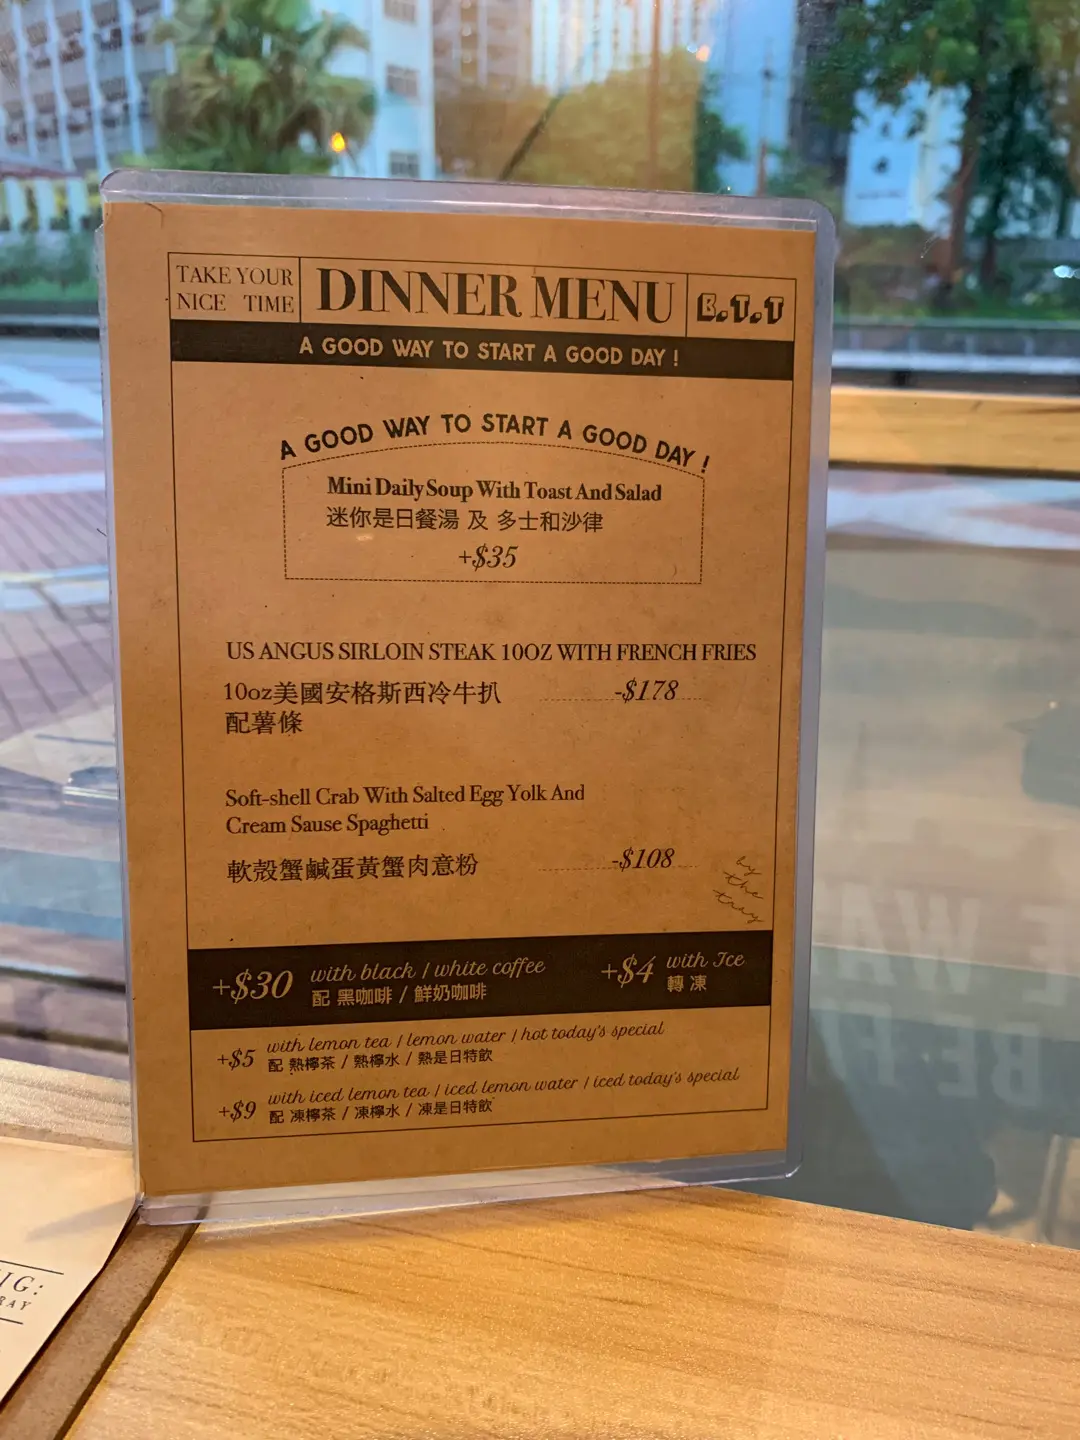 TAKE YOUR
NICE TIME
DINNER MENU
B.T.T
A GOOD WAY TO START A GOOD DAY !
A GOOD WAY TO START A GOOD DAY !
Mini Daily Soup With Toast And Salad
迷你是日餐湯 及 多士和沙律
+$35
US ANGUS SIRLOIN STEAK 10OZ WITH FRENCH FRIES
10oz美國安格斯西冷牛扒
-$178
配薯條
Soft-shell Crab With Salted Egg Yolk And
Cream Sause Spaghetti
軟殼蟹鹹蛋黃蟹肉意粉
-$108
by
the
tray
+$30 with black / white coffee
配 黑咖啡 / 鮮奶咖啡
+$4 with Ice
轉 凍
+$5 with lemon tea / lemon water / hot today's special
配 熱檸茶 / 熱檸水 / 熱是日特飲
+$9 with iced lemon tea / iced lemon water / iced today's special
配 凍檸茶 / 凍檸水 / 凍是日特飲